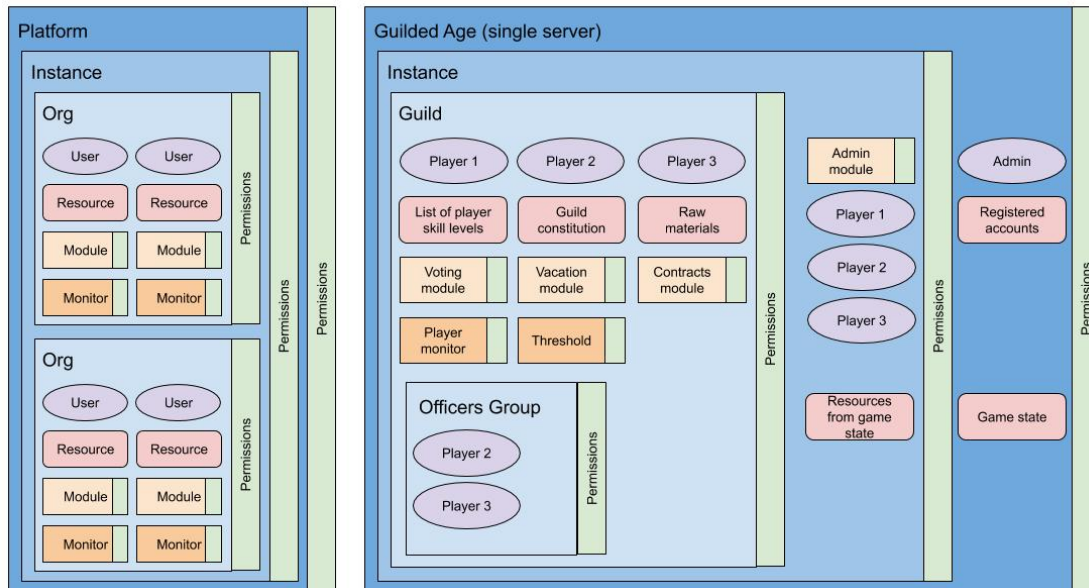 Platform
Instance
Org
User
User
Resource
Resource
Module
Module
Monitor
Monitor
Permissions
Org
User
User
Resource
Resource
Module
Module
Monitor
Monitor
Permissions
Permissions
Permissions
Guilded Age (single server)
Instance
Guild
Player 1
Player 2
Player 3
List of player
skill levels
Guild
constitution
Raw
materials
Voting
module
Vacation
module
Contracts
module
Player
monitor
Threshold
Officers Group
Player 2
Player 3
Permissions
Permissions
Admin
module
Player 1
Player 2
Player 3
Resources
from game
state
Permissions
Admin
Registered
accounts
Game state
Permissions